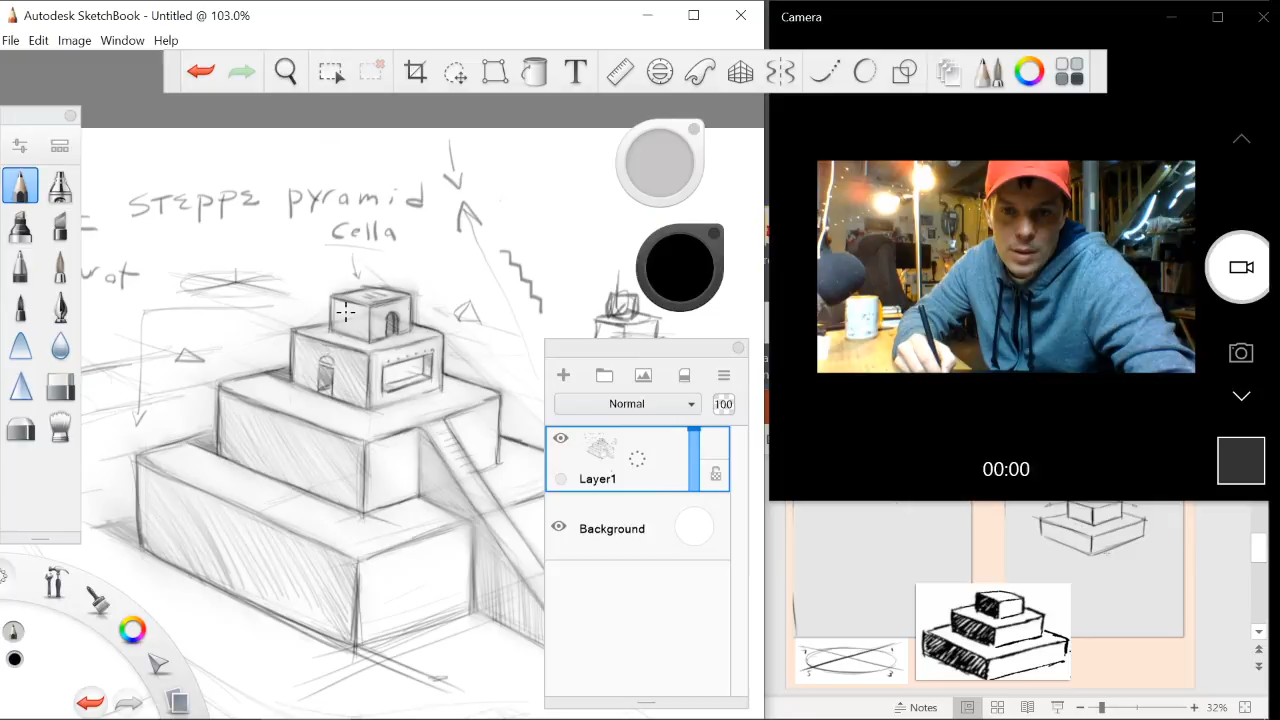 Autodesk SketchBook - Untitled @ 103.0%
File Edit Image Window Help
Camera
T
STEPPE pyramid
Cella
Normal
100
Layer1
Background
00:00
Notes
32%